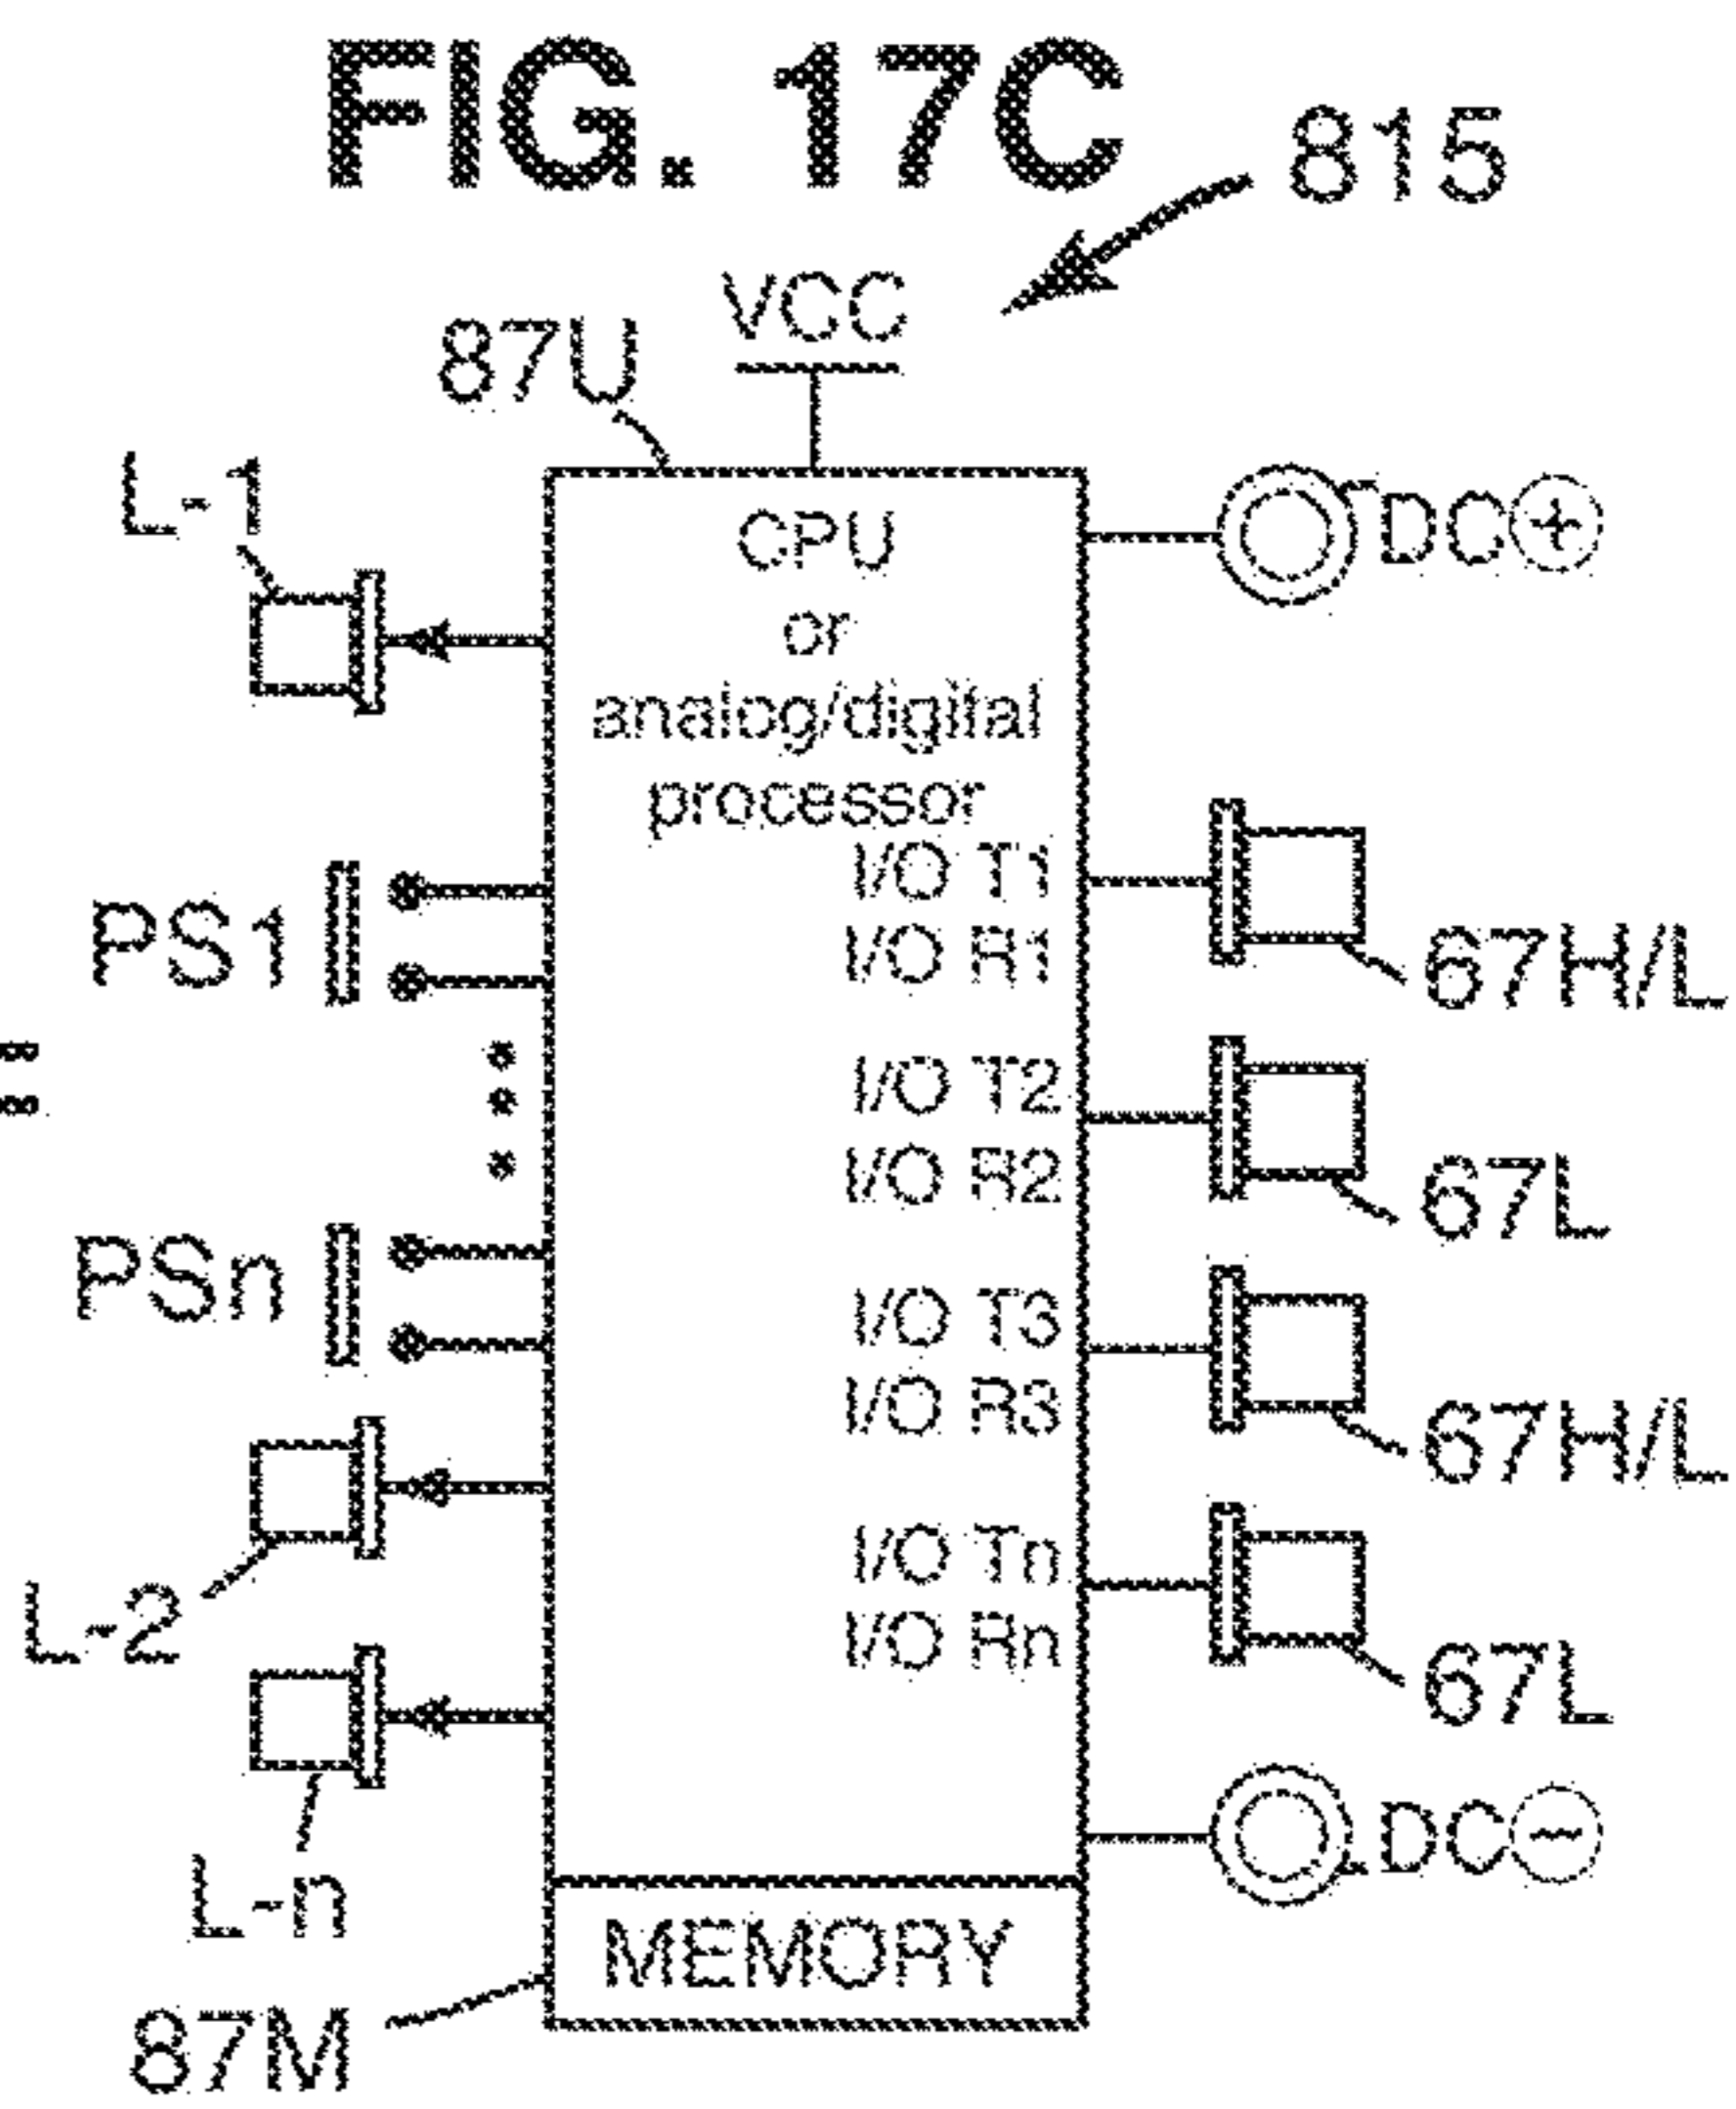 FIG. 17C
815
VCC
87U
L-1
CPU
or
analog/digital
processor
DC⊕
I/O T1
I/O R1
67H/L
PS1
I/O T2
I/O R2
67L
PSn
I/O T3
I/O R3
67H/L
L-2
I/O Tn
I/O Rn
67L
L-n
DC⊖
MEMORY
87M